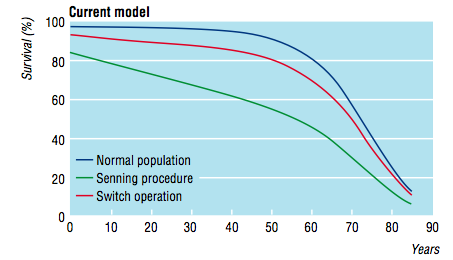 Current model
Survival (%)
100
80
60
40
20
0
Normal population
Senning procedure
Switch operation
0 10 20 30 40 50 60 70 80 90
Years